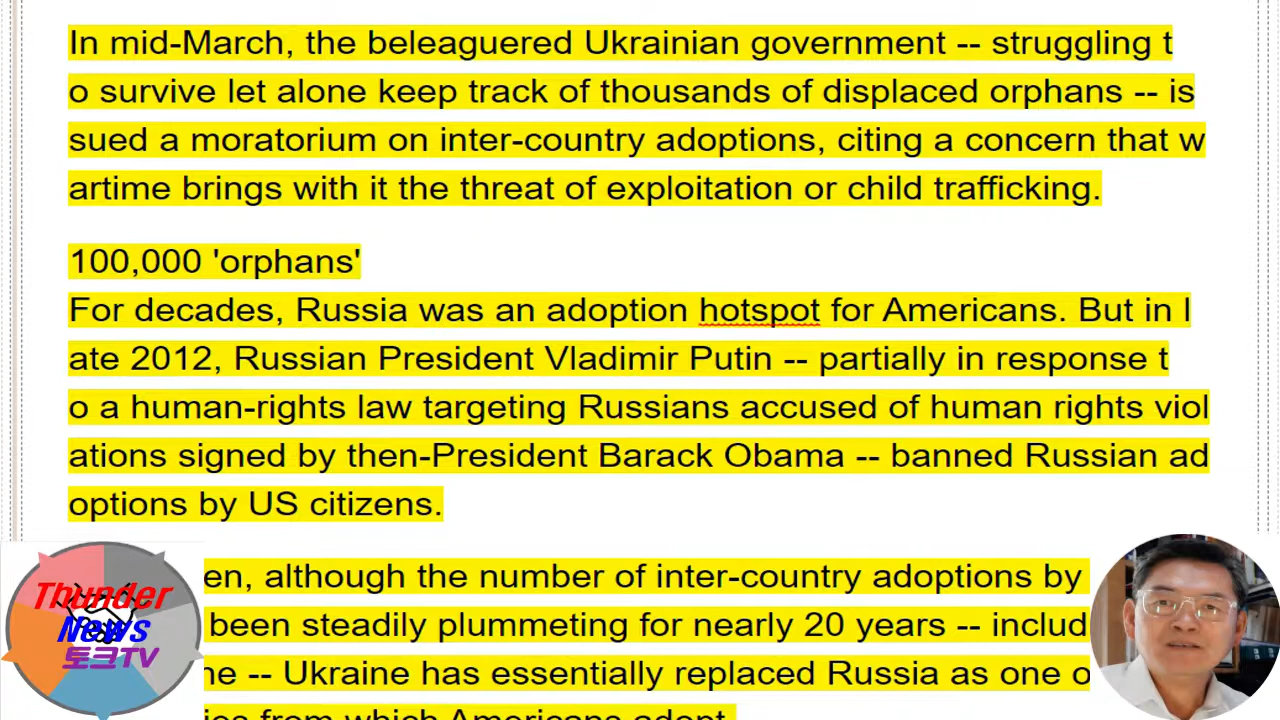 In mid-March, the beleaguered Ukrainian government -- struggling t
o survive let alone keep track of thousands of displaced orphans -- is
sued a moratorium on inter-country adoptions, citing a concern that w
artime brings with it the threat of exploitation or child trafficking.
100,000 'orphans'
For decades, Russia was an adoption hotspot for Americans. But in l
ate 2012, Russian President Vladimir Putin -- partially in response t
o a human-rights law targeting Russians accused of human rights viol
ations signed by then-President Barack Obama -- banned Russian ad
options by US citizens.
en, although the number of inter-country adoptions by
been steadily plummeting for nearly 20 years -- includ
ne -- Ukraine has essentially replaced Russia as one o
from which Americans adopt.
Thunder
News
토크TV